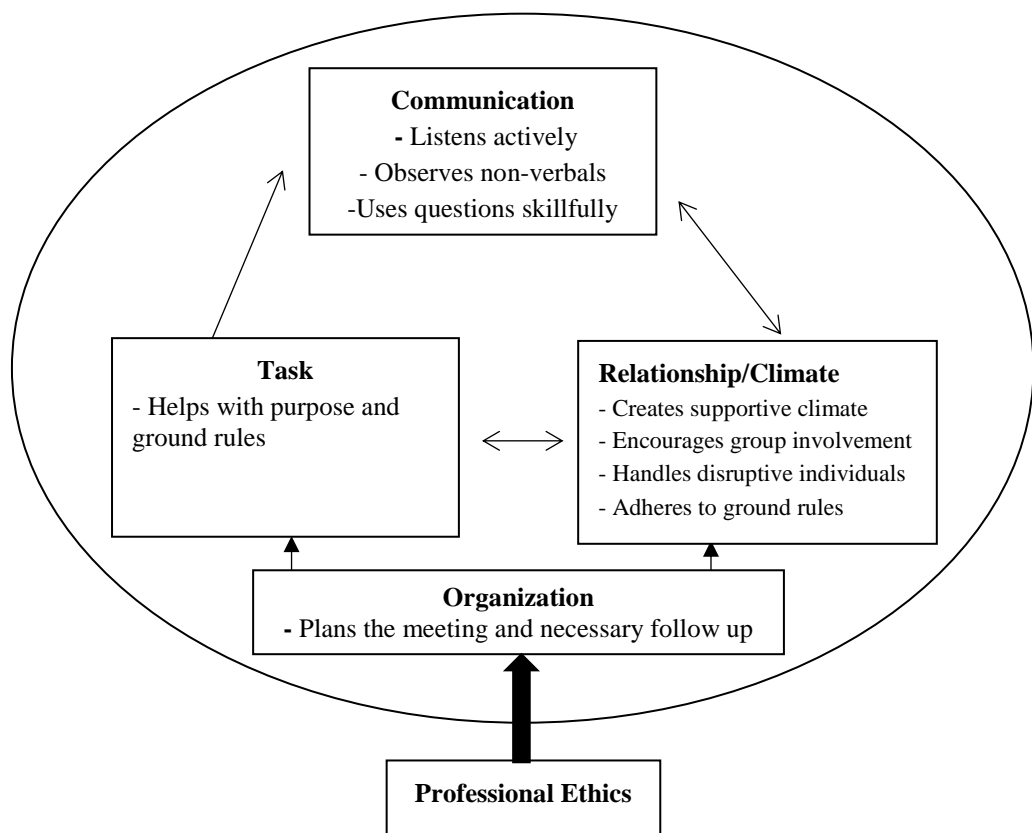 Communication
- Listens actively
- Observes non-verbals
-Uses questions skillfully
Task
- Helps with purpose and
ground rules
Relationship/Climate
- Creates supportive climate
- Encourages group involvement
- Handles disruptive individuals
- Adheres to ground rules
Organization
- Plans the meeting and necessary follow up
Professional Ethics